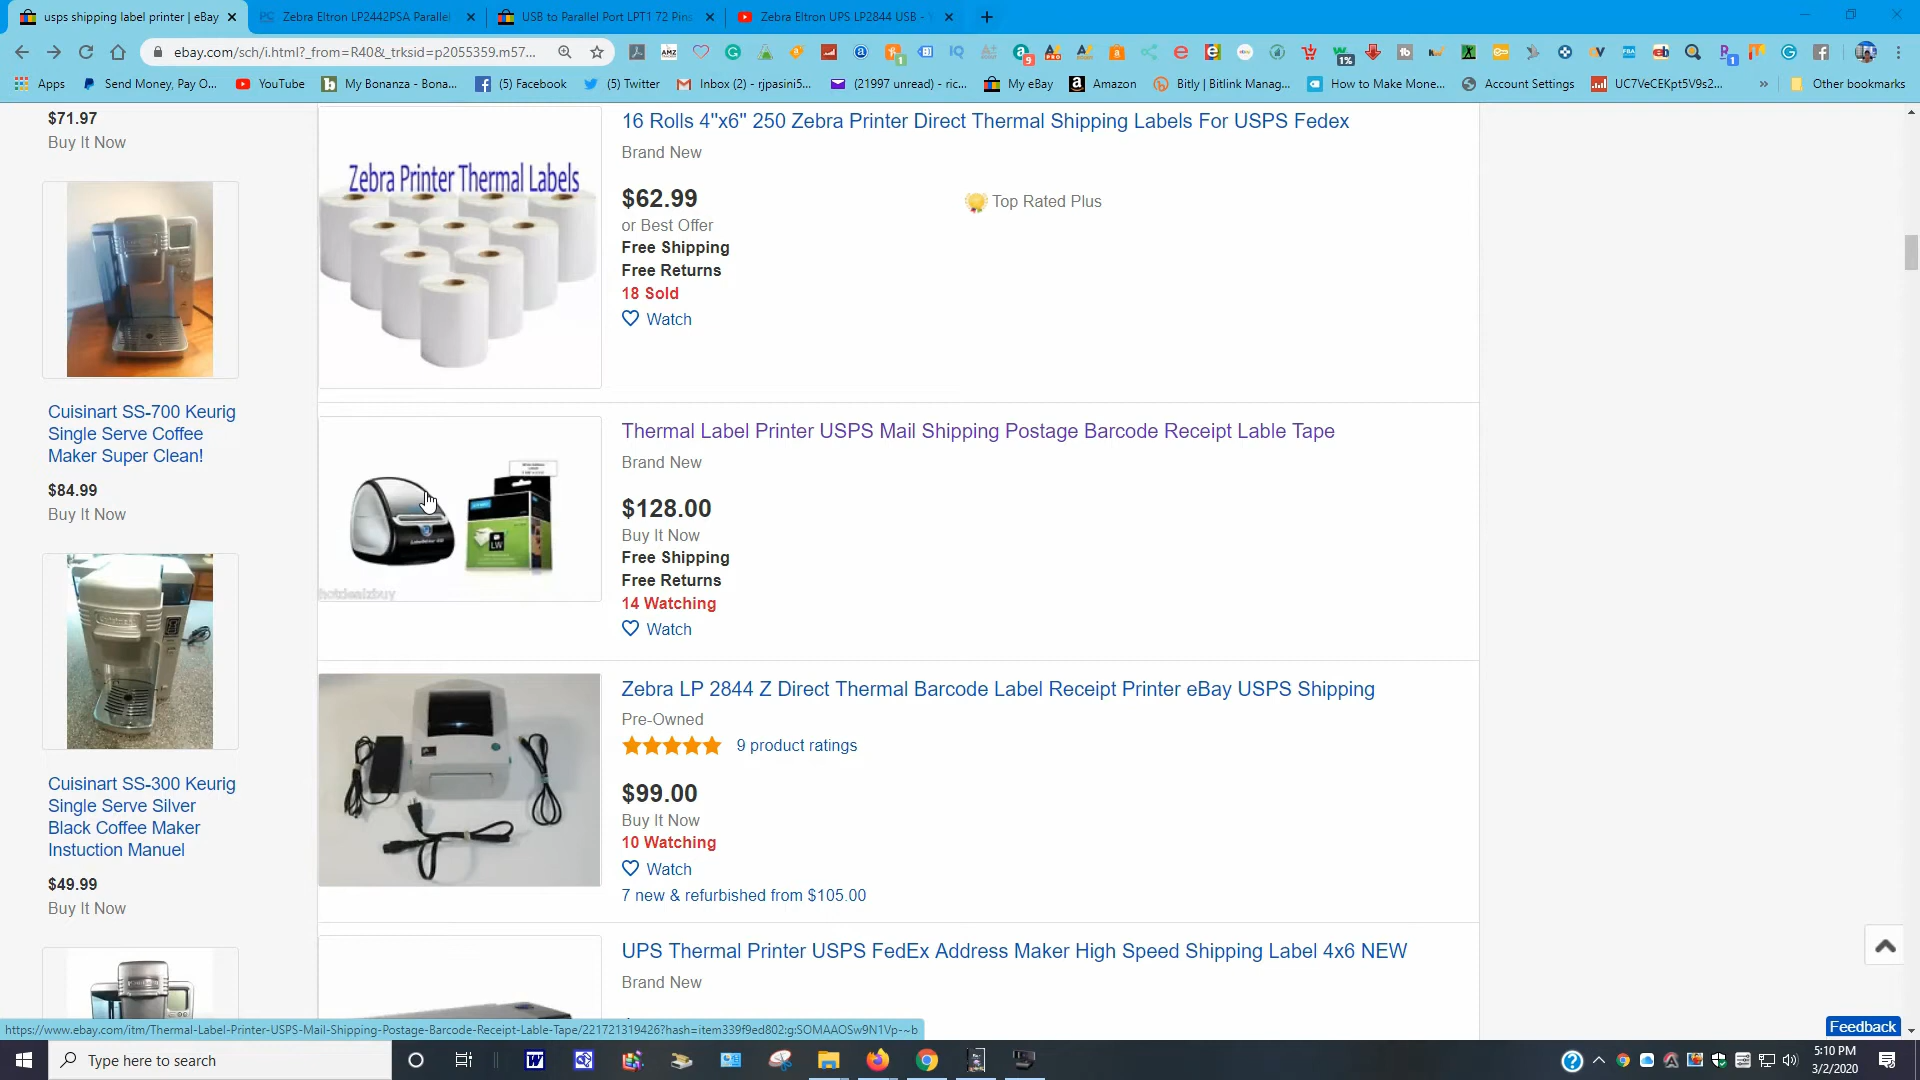 usps shipping label printer | eBay
Zebra Eltron LP2442PSA Parallel
USB to Parallel Port LPT1 72 Pins
Zebra Eltron UPS LP2844 USB -
ebay.com/sch/i.html?_from=R40&_trksid=p2055359.m57...
Apps
Send Money, Pay O...
YouTube
My Bonanza - Bona...
(5) Facebook
(5) Twitter
Inbox (2) - rjpasini5...
(21997 unread) - ric...
My eBay
Amazon
Bitly | Bitlink Manag...
How to Make Mone...
Account Settings
UC7VeCEKpt5V9s2...
Other bookmarks
$71.97
Buy It Now
Cuisinart SS-700 Keurig
Single Serve Coffee
Maker Super Clean!
$84.99
Buy It Now
Cuisinart SS-300 Keurig
Single Serve Silver
Black Coffee Maker
Instuction Manuel
$49.99
Buy It Now
Zebra Printer Thermal Labels
16 Rolls 4"x6" 250 Zebra Printer Direct Thermal Shipping Labels For USPS Fedex
Brand New
$62.99
or Best Offer
Free Shipping
Free Returns
18 Sold
Watch
Top Rated Plus
hotdealzbuy
LW
Thermal Label Printer USPS Mail Shipping Postage Barcode Receipt Lable Tape
Brand New
$128.00
Buy It Now
Free Shipping
Free Returns
14 Watching
Watch
Zebra LP 2844 Z Direct Thermal Barcode Label Receipt Printer eBay USPS Shipping
Pre-Owned
9 product ratings
$99.00
Buy It Now
10 Watching
Watch
7 new & refurbished from $105.00
UPS Thermal Printer USPS FedEx Address Maker High Speed Shipping Label 4x6 NEW
Brand New
Feedback
https://www.ebay.com/itm/Thermal-Label-Printer-USPS-Mail-Shipping-Postage-Barcode-Receipt-Lable-Tape/221721319426?hash=item339f9ed802:g:SOMAAOSw9N1Vp-~b
Type here to search
5:10 PM
3/2/2020